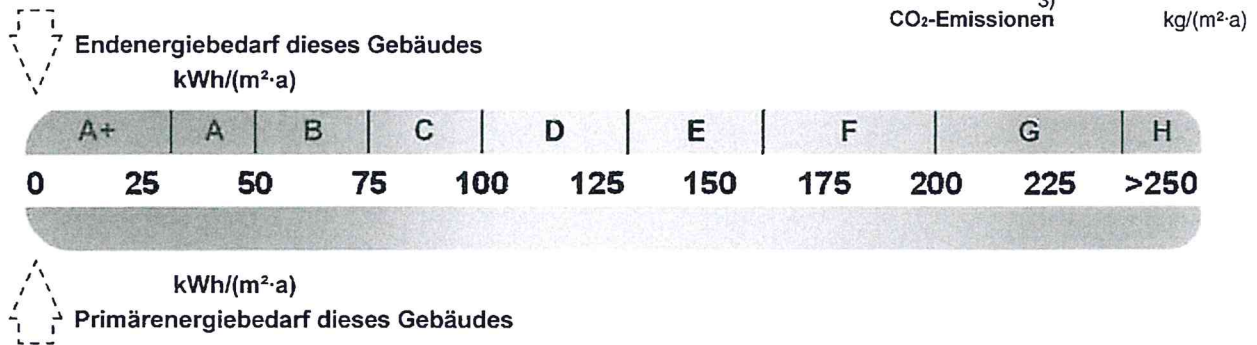 3)
CO₂-Emissionen kg/(m²·a)
Endenergiebedarf dieses Gebäudes
kWh/(m²·a)
A+ A B C D E F G H
0 25 50 75 100 125 150 175 200 225 >250
kWh/(m²·a)
Primärenergiebedarf dieses Gebäudes